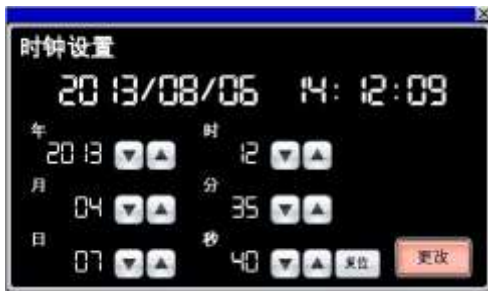 时钟设置
2013/08/06 14:12:09
年 时
2013 ▼ ▲ 12 ▼ ▲
月 分
04 ▼ ▲ 35 ▼ ▲
日 秒
07 ▼ ▲ 40 ▼ ▲ 复位 更改